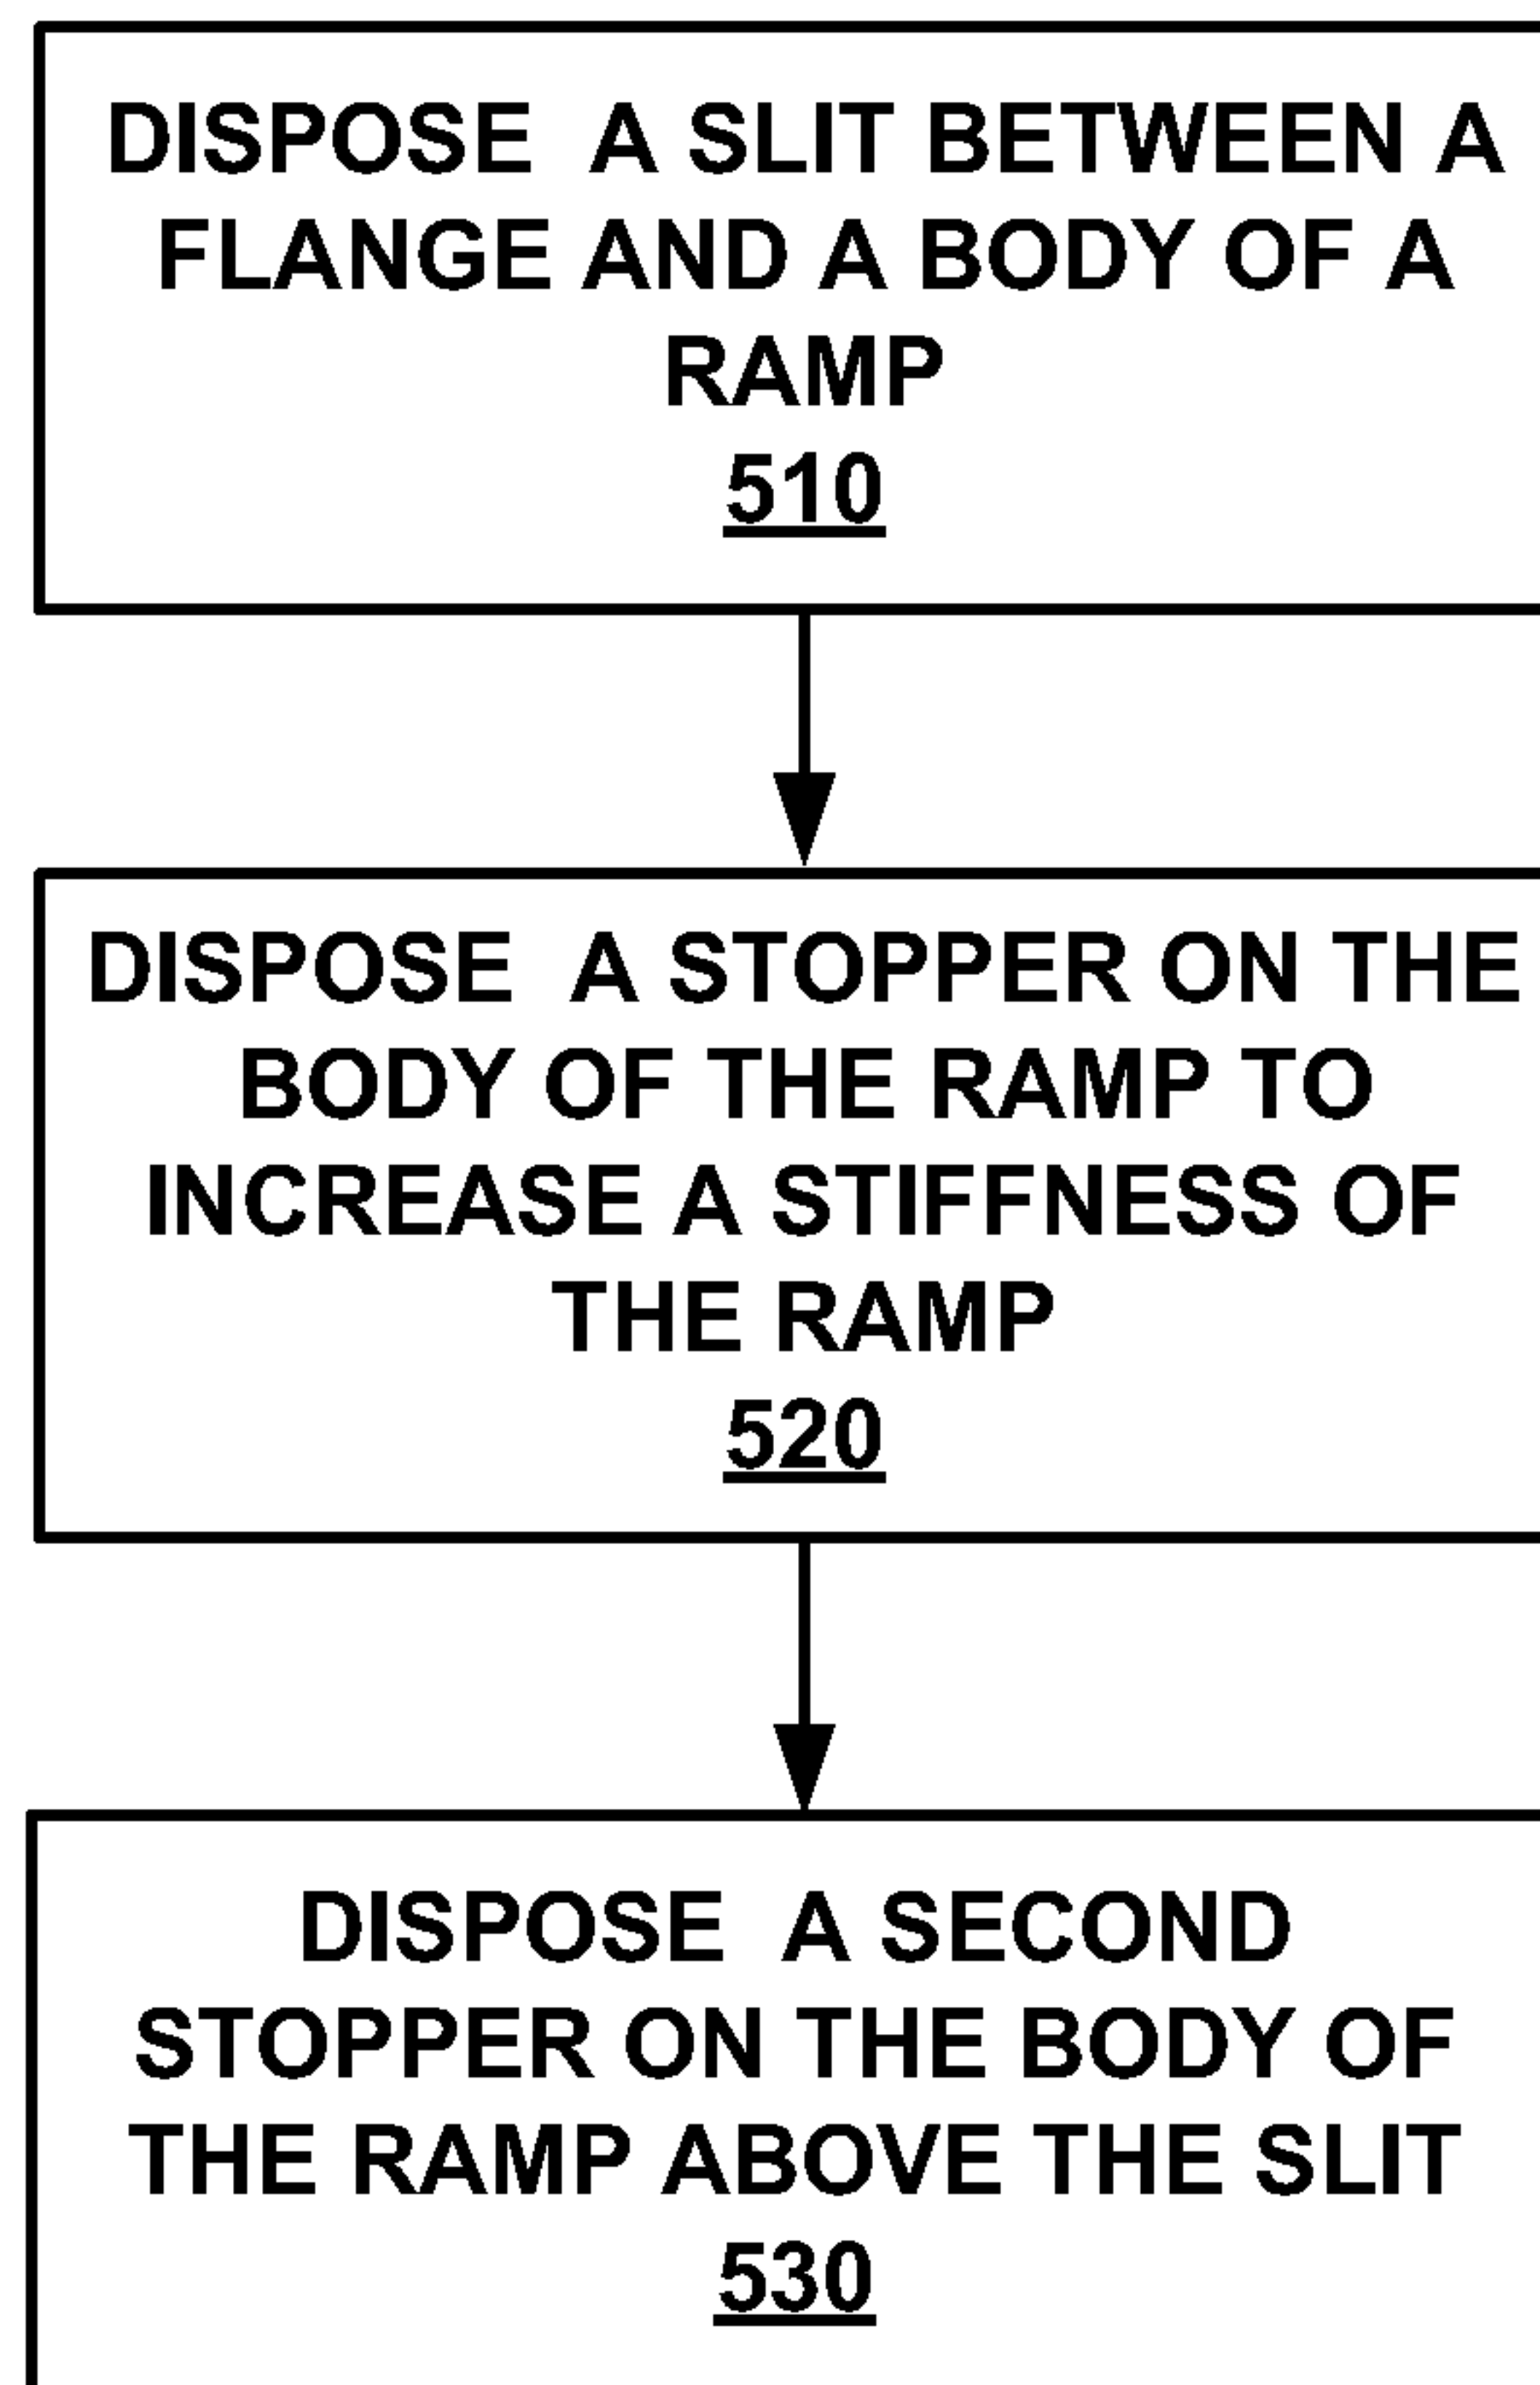 DISPOSE A SLIT BETWEEN A
FLANGE AND A BODY OF A
RAMP
510
DISPOSE A STOPPER ON THE
BODY OF THE RAMP TO
INCREASE A STIFFNESS OF
THE RAMP
520
DISPOSE A SECOND
STOPPER ON THE BODY OF
THE RAMP ABOVE THE SLIT
530